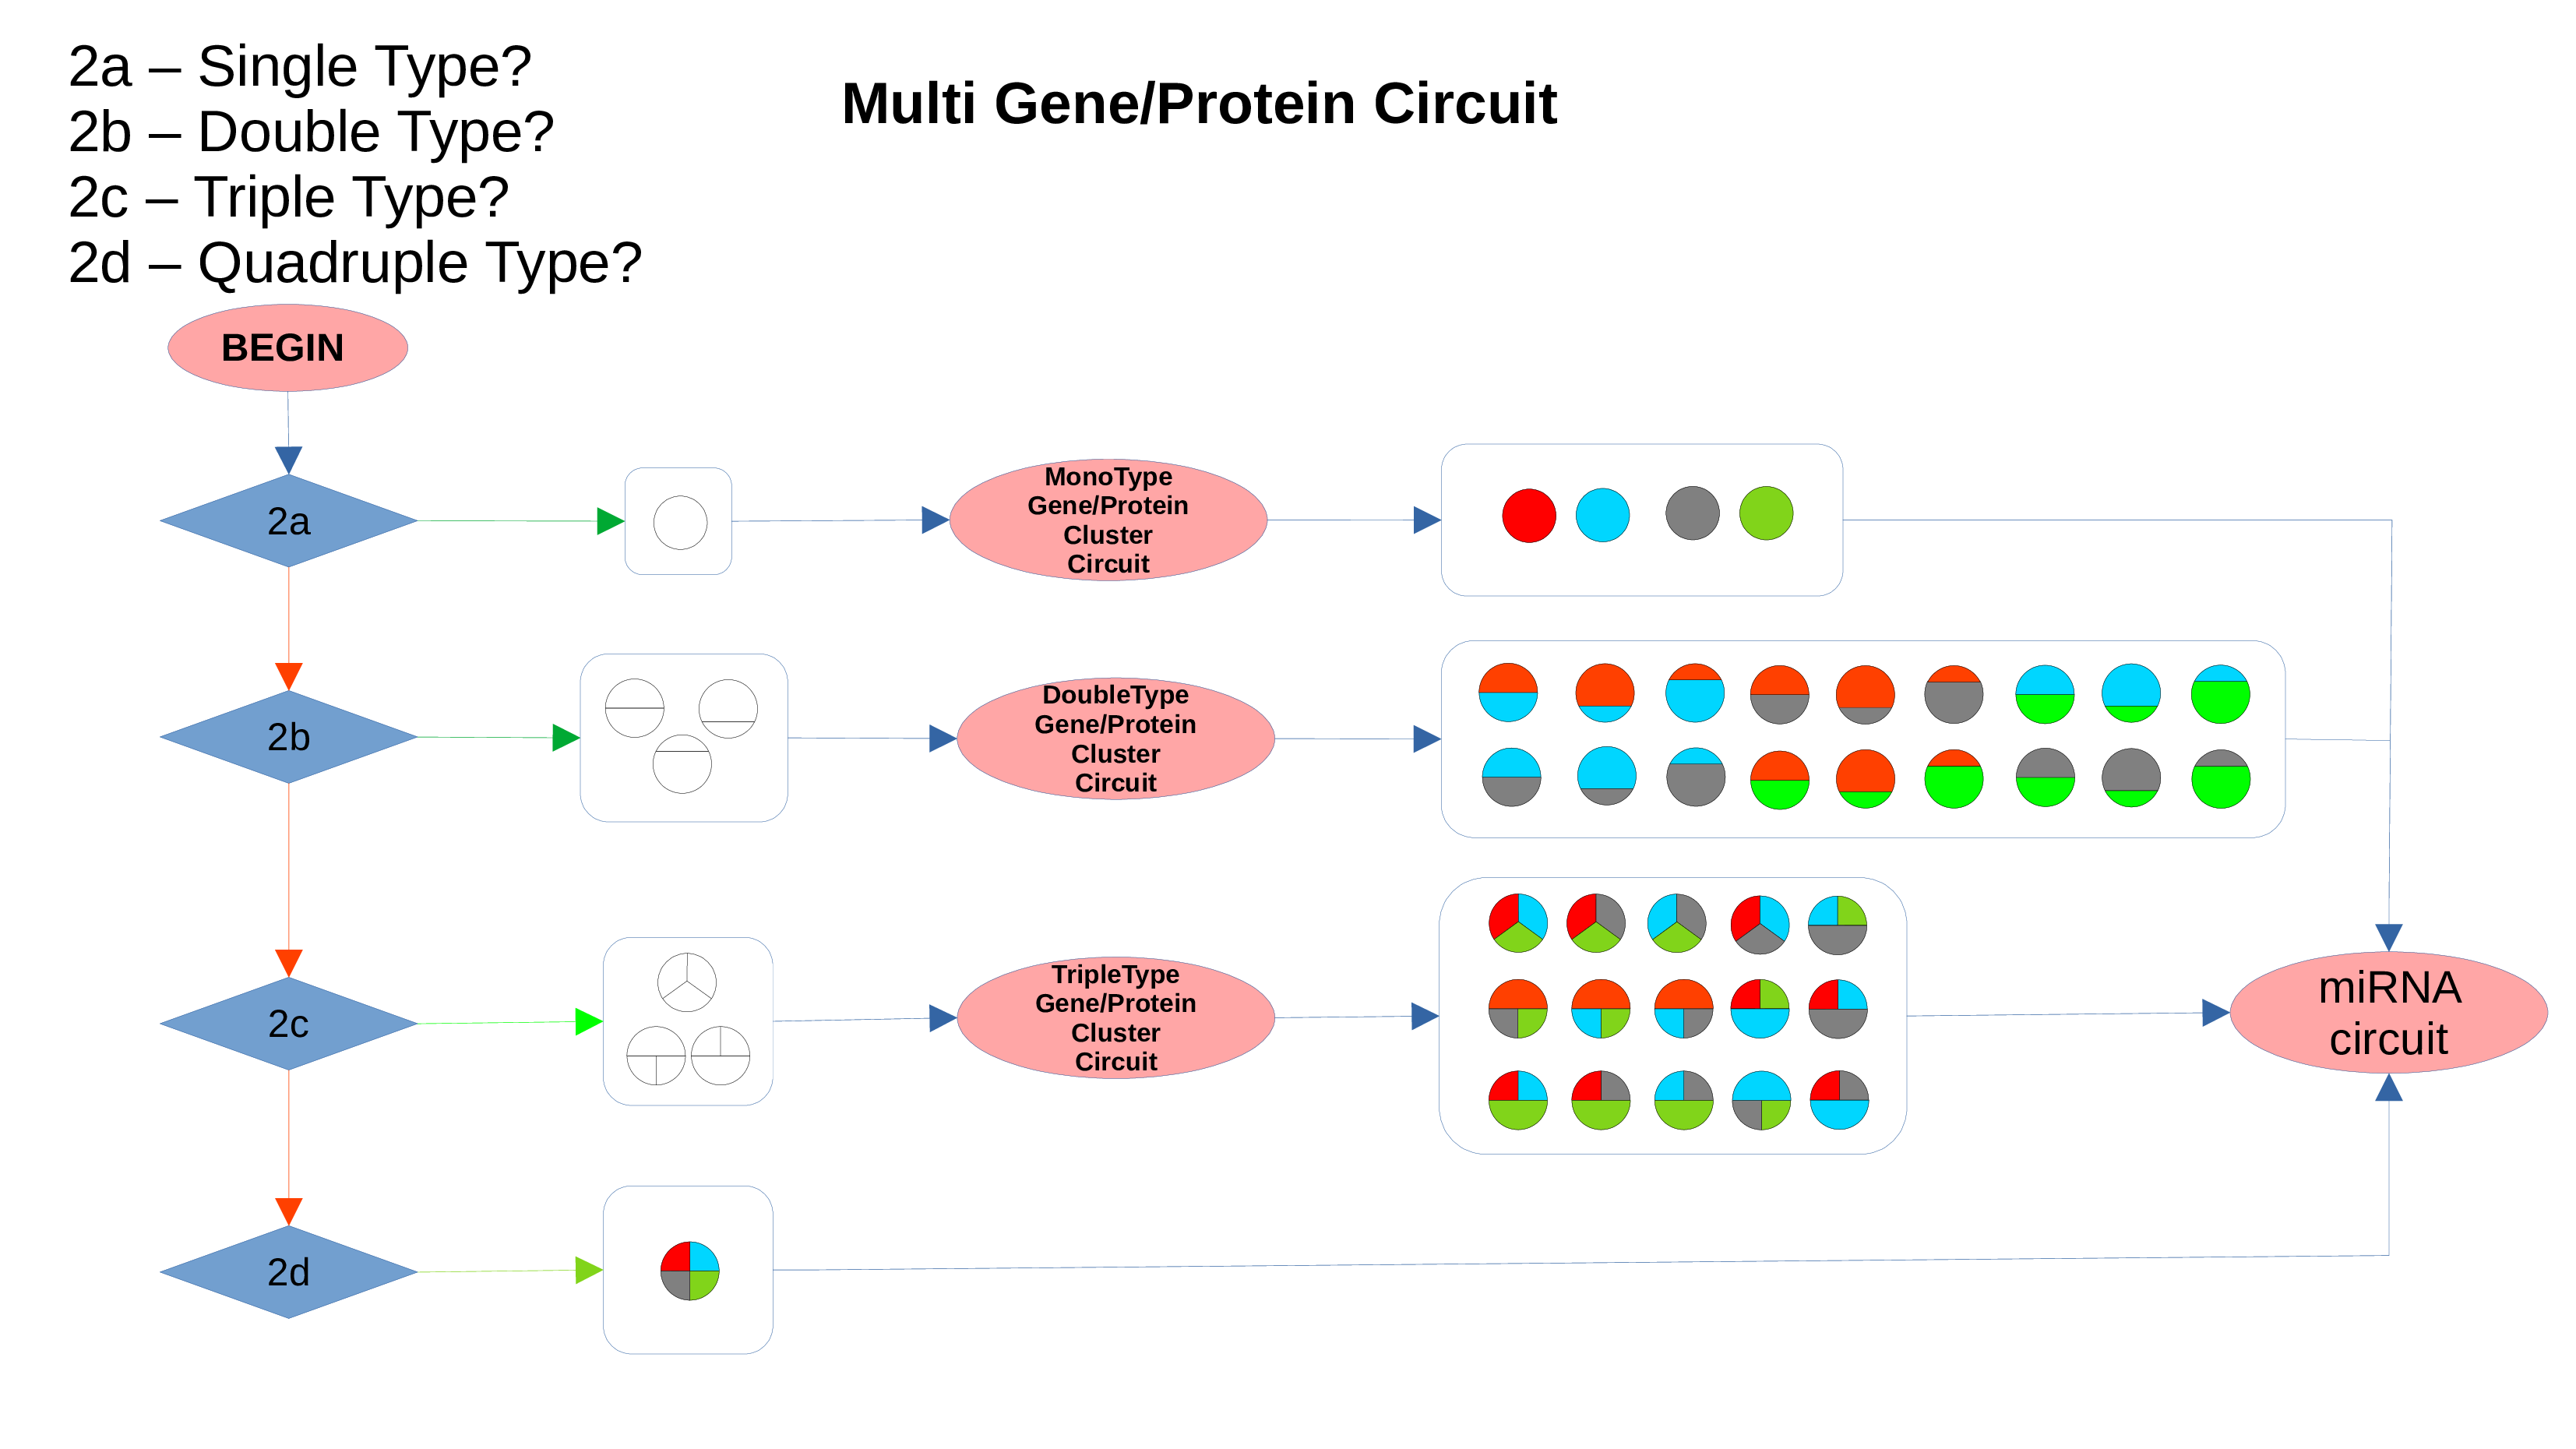 2a – Single Type?
2b – Double Type?
2c – Triple Type?
2d – Quadruple Type?
Multi Gene/Protein Circuit
BEGIN
2a
MonoType
Gene/Protein
Cluster
Circuit
2b
DoubleType
Gene/Protein
Cluster
Circuit
2c
TripleType
Gene/Protein
Cluster
Circuit
miRNA
circuit
2d